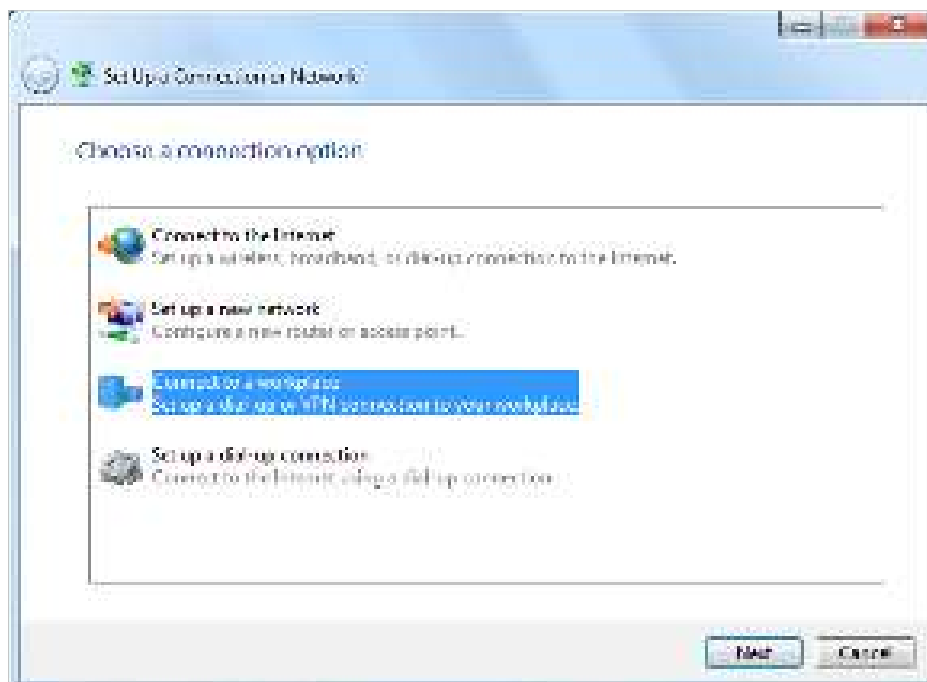 Set Up a Connection or Network
Choose a connection option
Connect to the Internet
Set up a wireless, broadband, or dial-up connection to the Internet.
Set up a new network
Configure a new router or access point.
Connect to a workplace
Set up a dial-up or VPN connection to your workplace.
Set up a dial-up connection
Connect to the Internet using a dial-up connection.
Next
Cancel